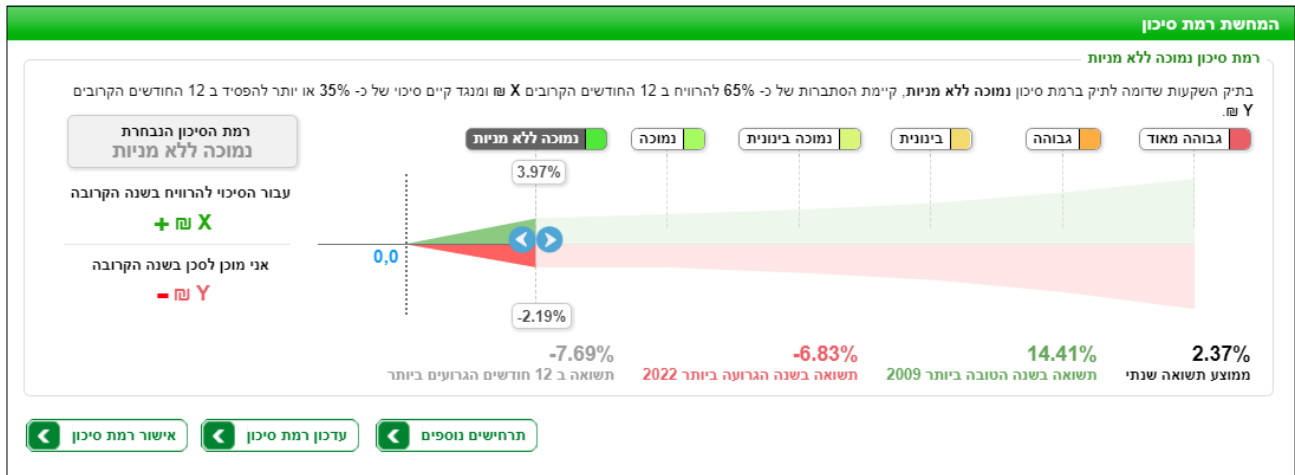 המחשת רמת סיכון
רמת סיכון נמוכה ללא מניות
בתיק השקעות שדומה לתיק ברמת סיכון נמוכה ללא מניות, קיימת הסתברות של כ- 65% להרוויח ב 12 החודשים הקרובים X ₪ ומנגד קיים סיכוי של כ- 35% או יותר להפסיד ב 12 החודשים הקרובים
Y ₪.
גבוהה מאוד
גבוהה
בינונית
נמוכה בינונית
נמוכה
נמוכה ללא מניות
רמת הסיכון הנבחרת
נמוכה ללא מניות
עבור הסיכוי להרוויח בשנה הקרובה
X ₪ +
אני מוכן לסכן בשנה הקרובה
Y ₪ -
3.97%
0,0
-2.19%
2.37%
ממוצע תשואה שנתי
14.41%
תשואה בשנה הטובה ביותר 2009
-6.83%
תשואה בשנה הגרועה ביותר 2022
-7.69%
תשואה ב 12 חודשים הגרועים ביותר
תרחישים נוספים
עדכון רמת סיכון
אישור רמת סיכון